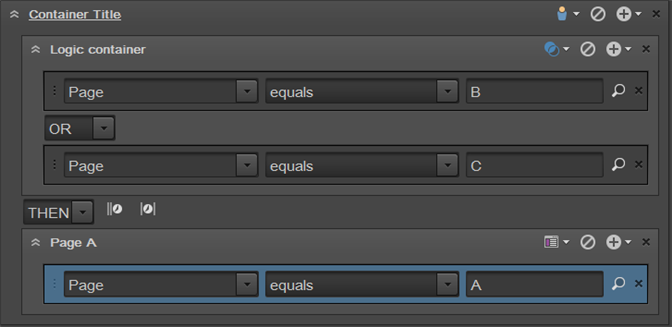 Container Title
Logic container
Page equals B
OR
Page equals C
THEN
Page A
Page equals A